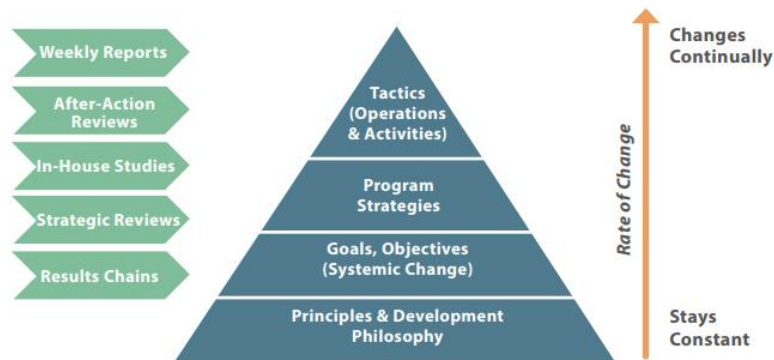 Weekly Reports
After-Action
Reviews
In-House Studies
Strategic Reviews
Results Chains
Tactics
(Operations
& Activities)
Program
Strategies
Goals, Objectives
(Systemic Change)
Principles & Development
Philosophy
Rate of Change
Changes
Continually
Stays
Constant